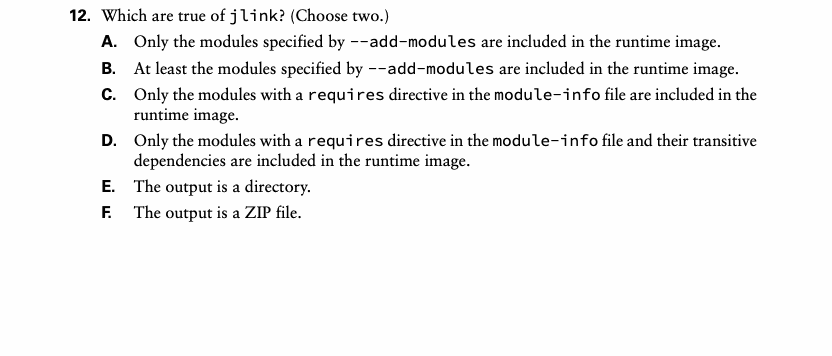 12. Which are true of jlink? (Choose two.)
A. Only the modules specified by --add-modules are included in the runtime image.
B. At least the modules specified by --add-modules are included in the runtime image.
C. Only the modules with a requires directive in the module-info file are included in the
runtime image.
D. Only the modules with a requires directive in the module-info file and their transitive
dependencies are included in the runtime image.
E. The output is a directory.
F. The output is a ZIP file.